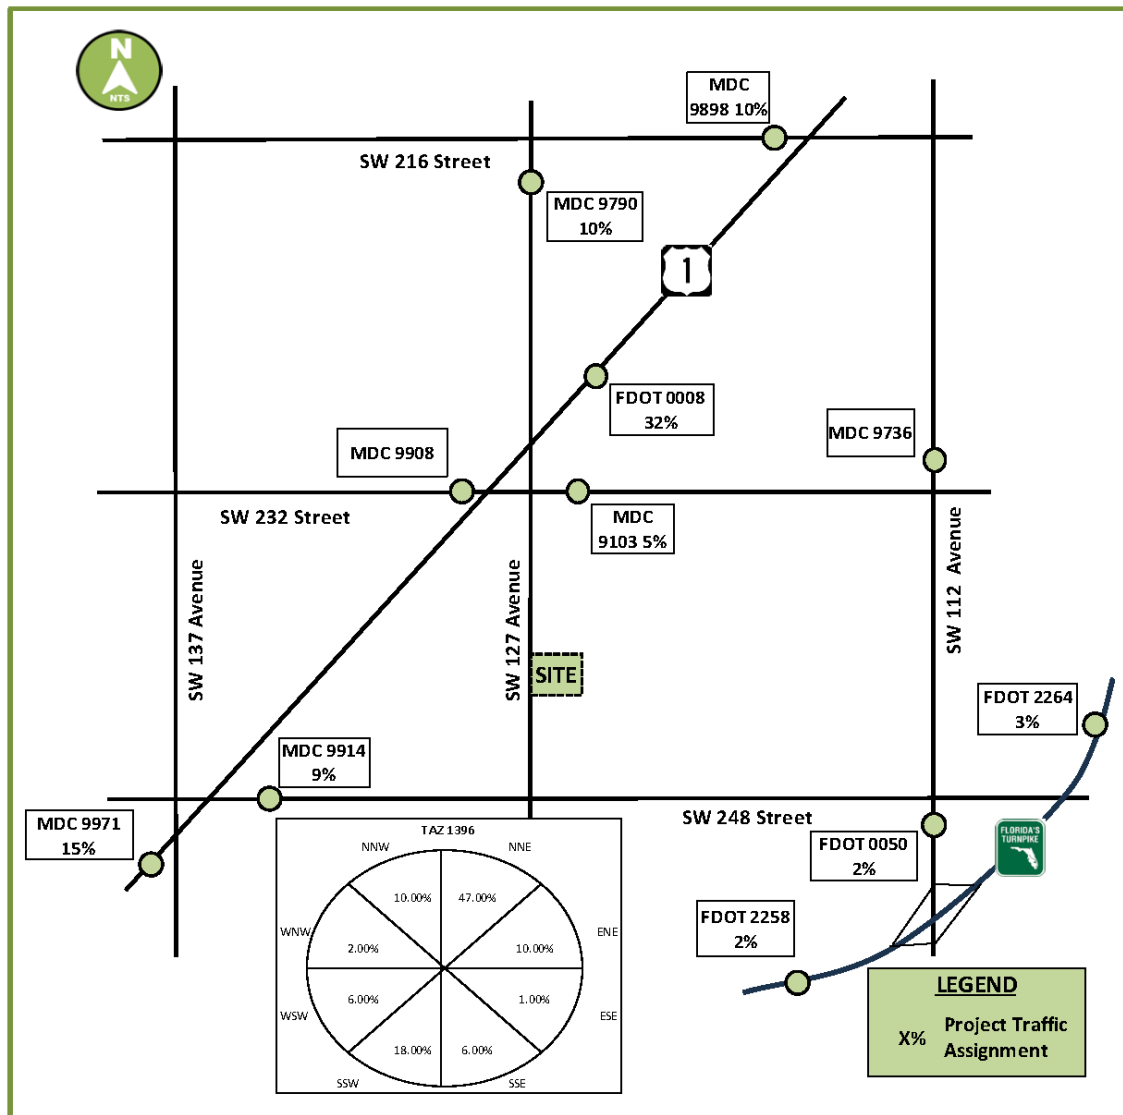 N
NTS
MDC
9898 10%
SW 216 Street
MDC 9790
10%
1
FDOT 0008
32%
MDC 9736
MDC 9908
SW 232 Street
MDC
9103 5%
SW 137 Avenue
SW 127 Avenue
SW 112 Avenue
SITE
FDOT 2264
3%
MDC 9914
9%
SW 248 Street
MDC 9971
15%
FLORIDA'S
TURNPIKE
FDOT 0050
2%
FDOT 2258
2%
TAZ 1396
NNW
NNE
10.00%
47.00%
WNW
ENE
2.00%
10.00%
6.00%
1.00%
WSW
ESE
18.00%
6.00%
SSW
SSE
LEGEND
X% Project Traffic
Assignment